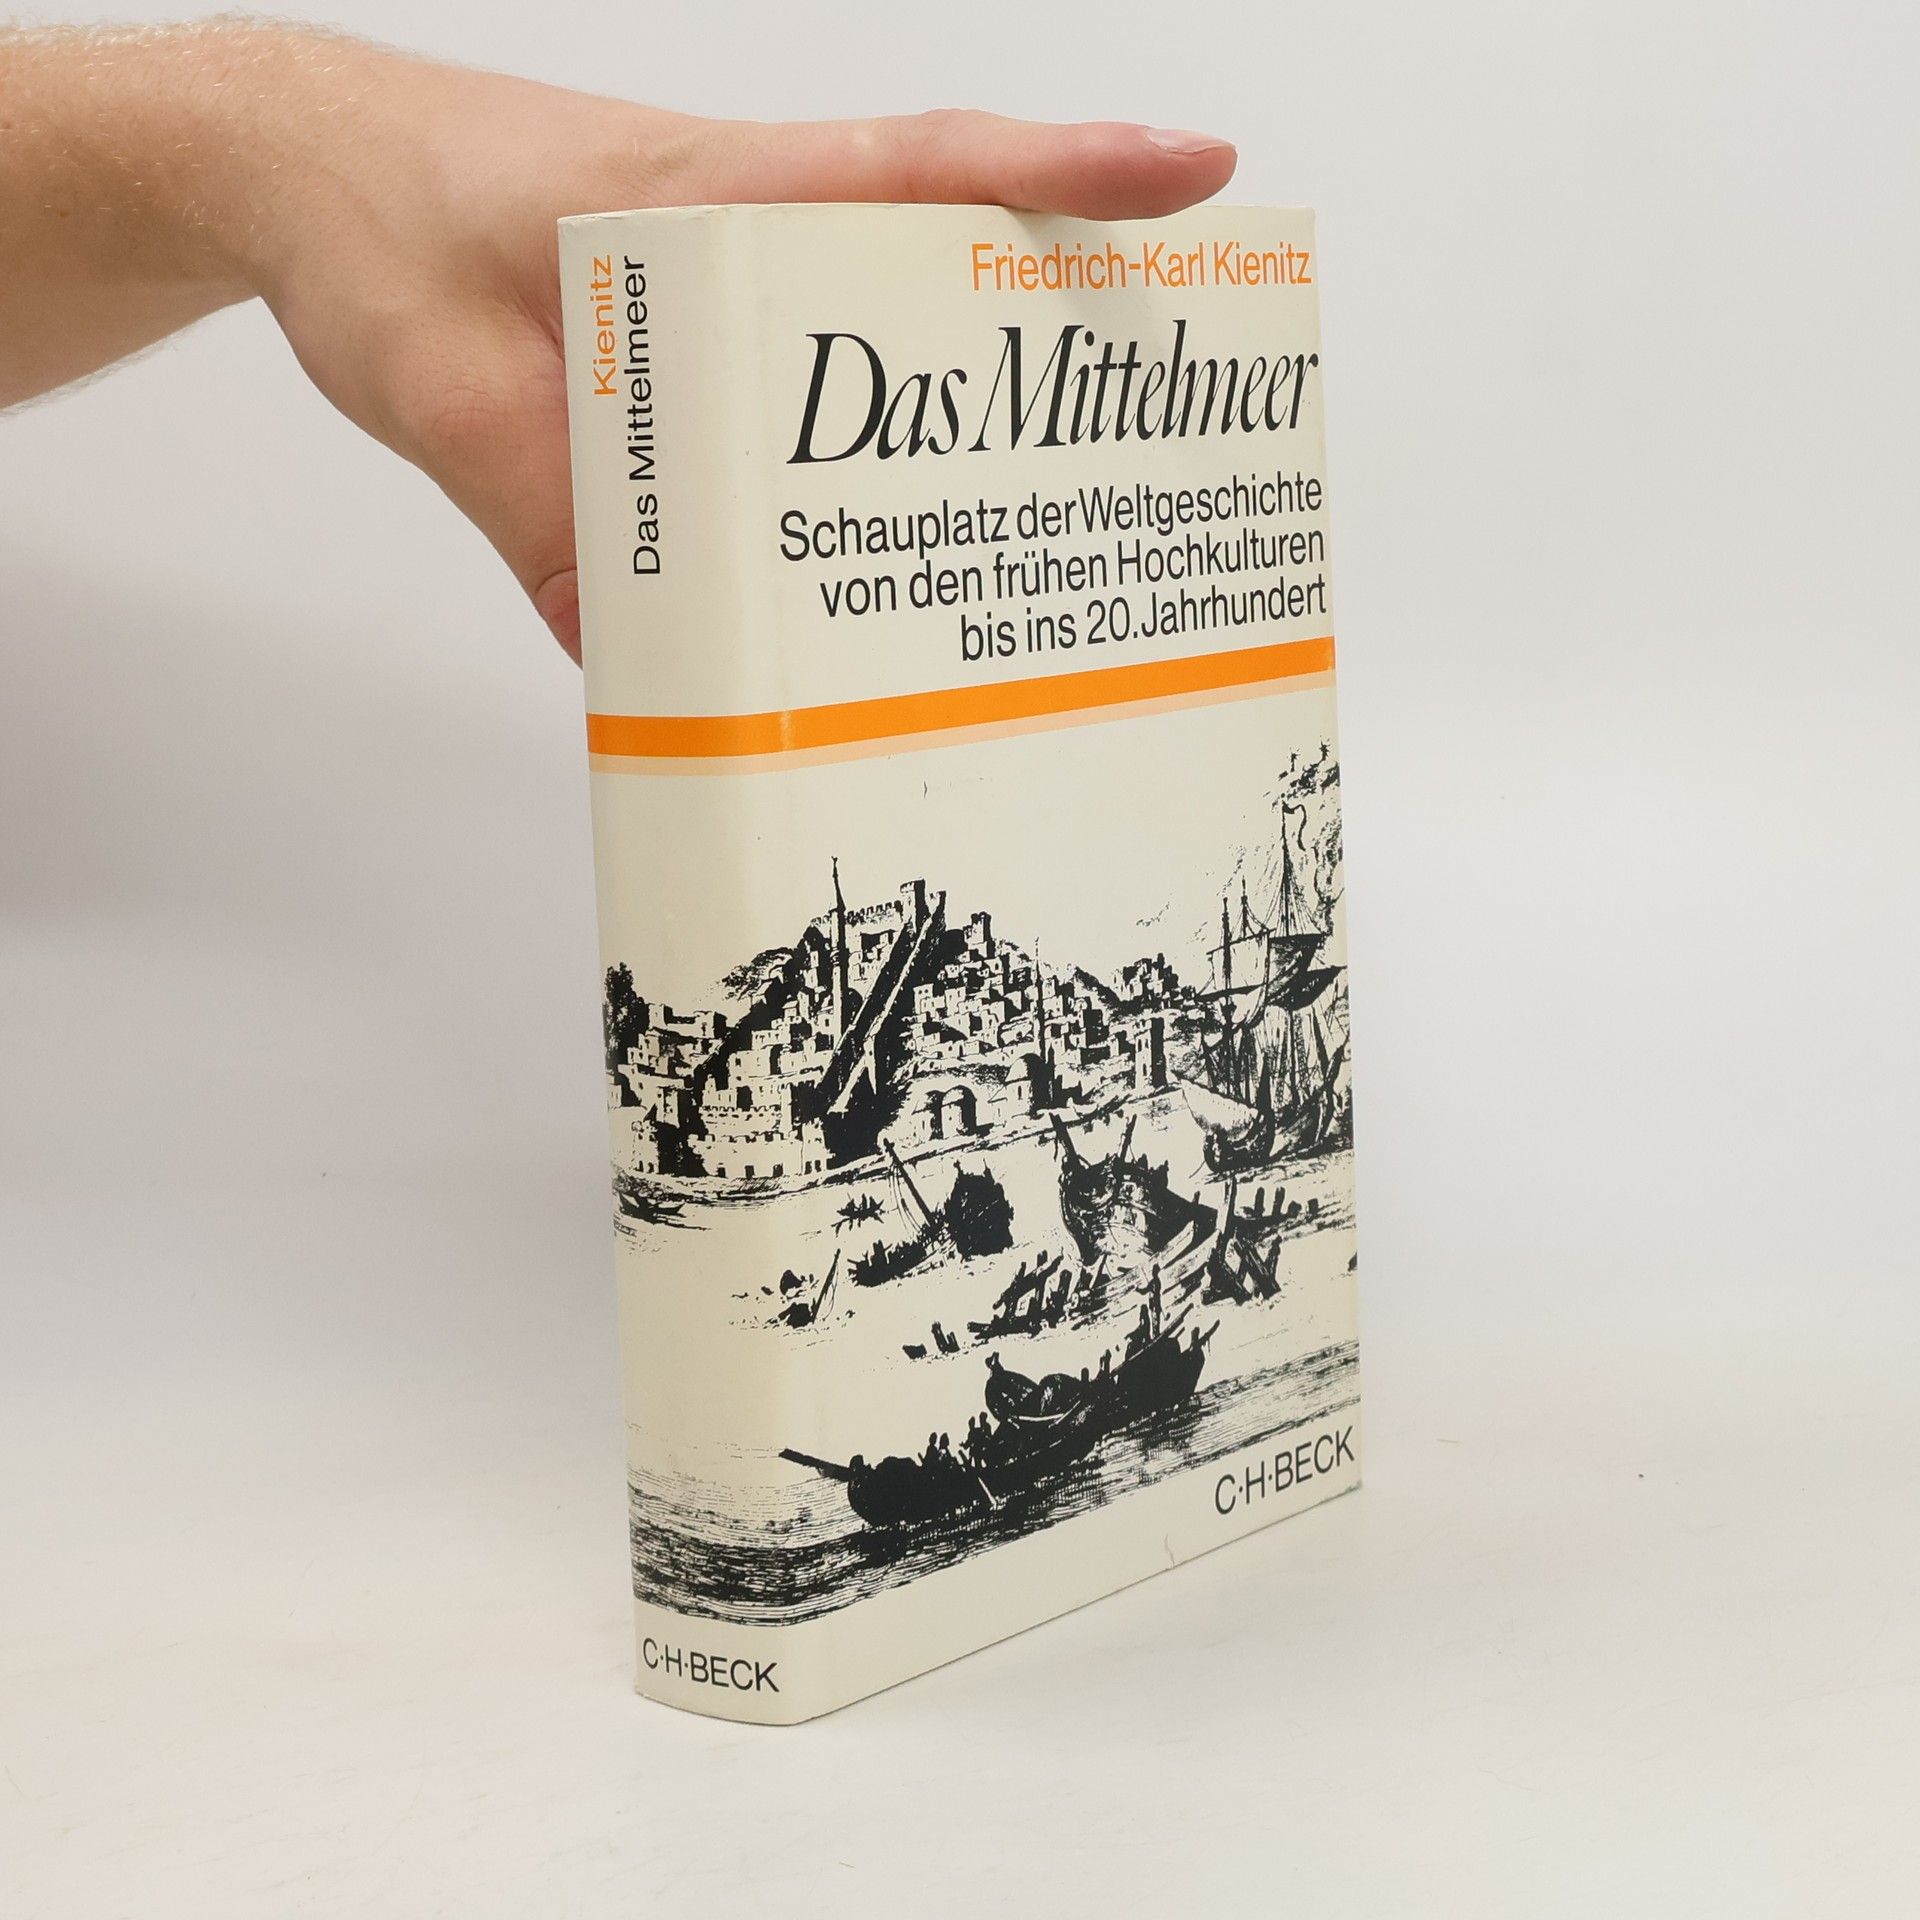 Kienitz
Das Mittelmeer
C·H·BECK
Friedrich-Karl Kienitz
Das Mittelmeer
Schauplatz der Weltgeschichte
von den frühen Hochkulturen
bis ins 20. Jahrhundert
C·H·BECK